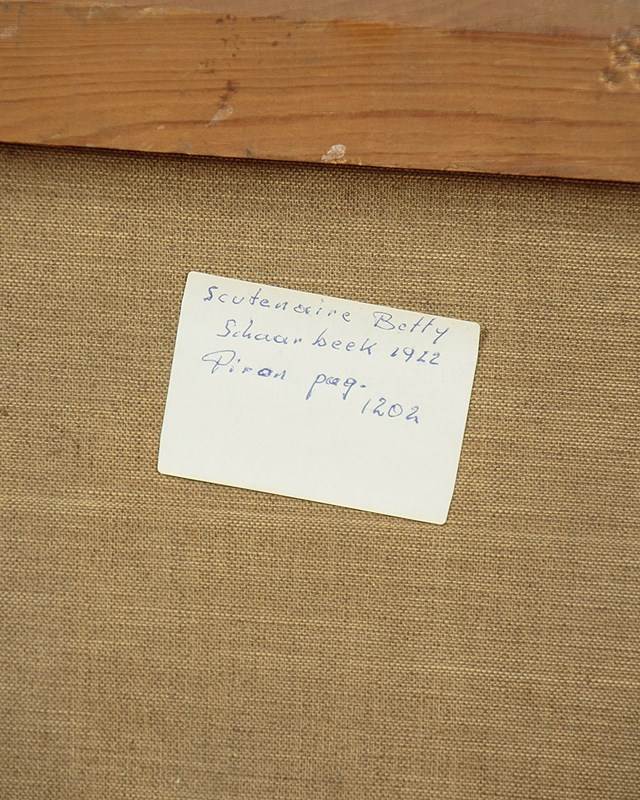 Scutenaire Betty
Schaarbeek 1922
Piron pag.
1202